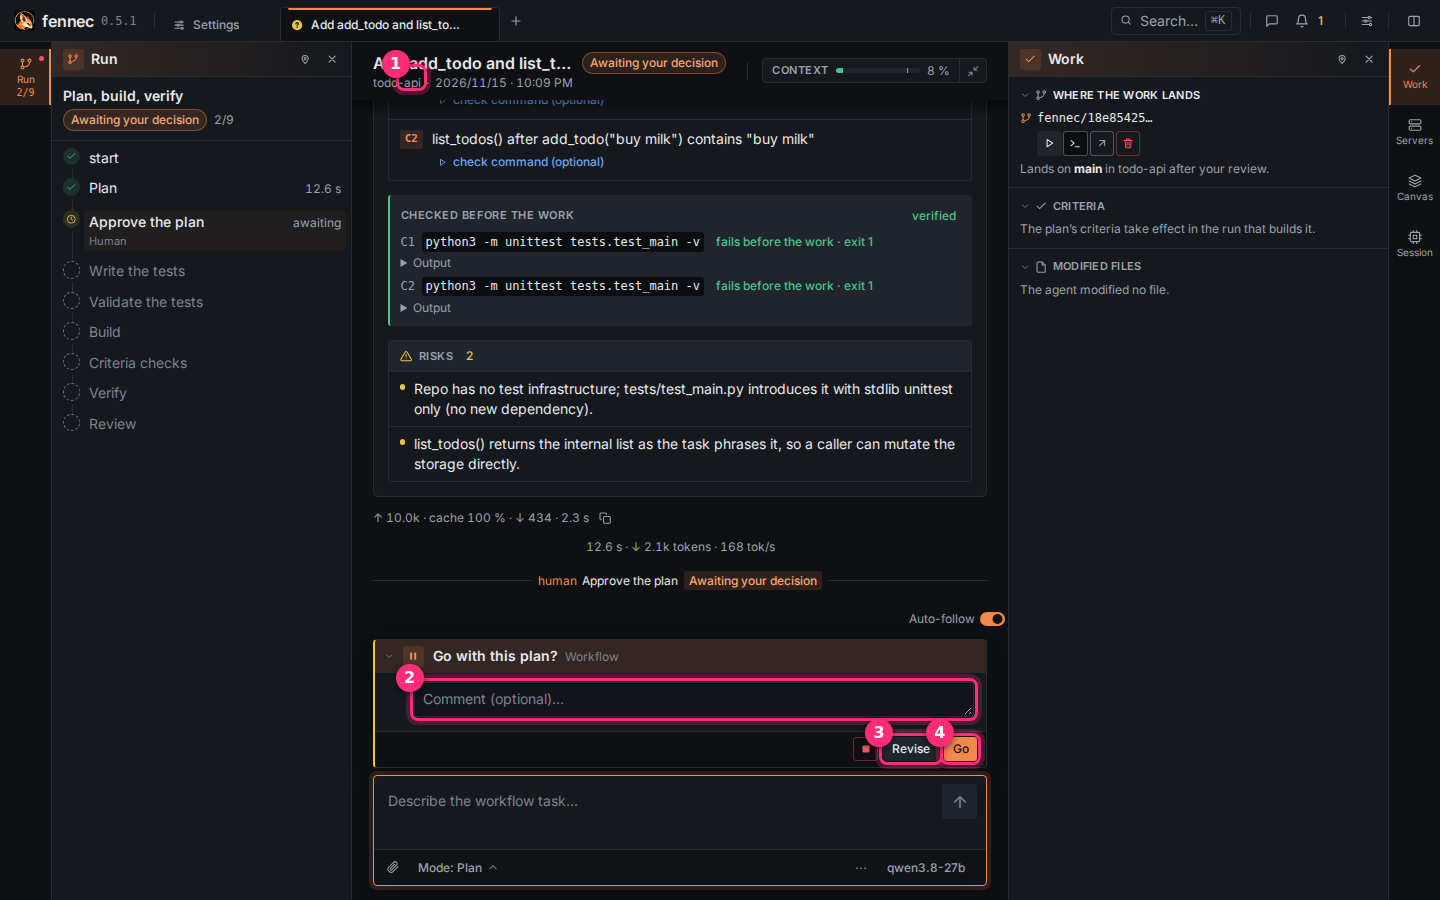 fennec 0.5.1
Settings
Add add_todo and list_to...
Search... ⌘K
1
Run
2/9
Run
Plan, build, verify
Awaiting your decision 2/9
start
Plan 12.6 s
Approve the plan awaiting
Human
Write the tests
Validate the tests
Build
Criteria checks
Verify
Review
1
add_todo and list_t... Awaiting your decision
todo-api · 2026/11/15 · 10:09 PM
CONTEXT 8 %
check command (optional)
C2 list_todos() after add_todo("buy milk") contains "buy milk"
check command (optional)
CHECKED BEFORE THE WORK verified
C1 python3 -m unittest tests.test_main -v fails before the work · exit 1
Output
C2 python3 -m unittest tests.test_main -v fails before the work · exit 1
Output
RISKS 2
Repo has no test infrastructure; tests/test_main.py introduces it with stdlib unittest
only (no new dependency).
list_todos() returns the internal list as the task phrases it, so a caller can mutate the
storage directly.
↑ 10.0k · cache 100 % · ↓ 434 · 2.3 s
12.6 s · ↓ 2.1k tokens · 168 tok/s
human Approve the plan Awaiting your decision
Auto-follow
Go with this plan? Workflow
2
Comment (optional)...
3 4
Revise Go
Describe the workflow task...
Mode: Plan
··· qwen3.8-27b
Work
WHERE THE WORK LANDS
fennec/18e85425…
Lands on main in todo-api after your review.
CRITERIA
The plan's criteria take effect in the run that builds it.
MODIFIED FILES
The agent modified no file.
Work
Servers
Canvas
Session